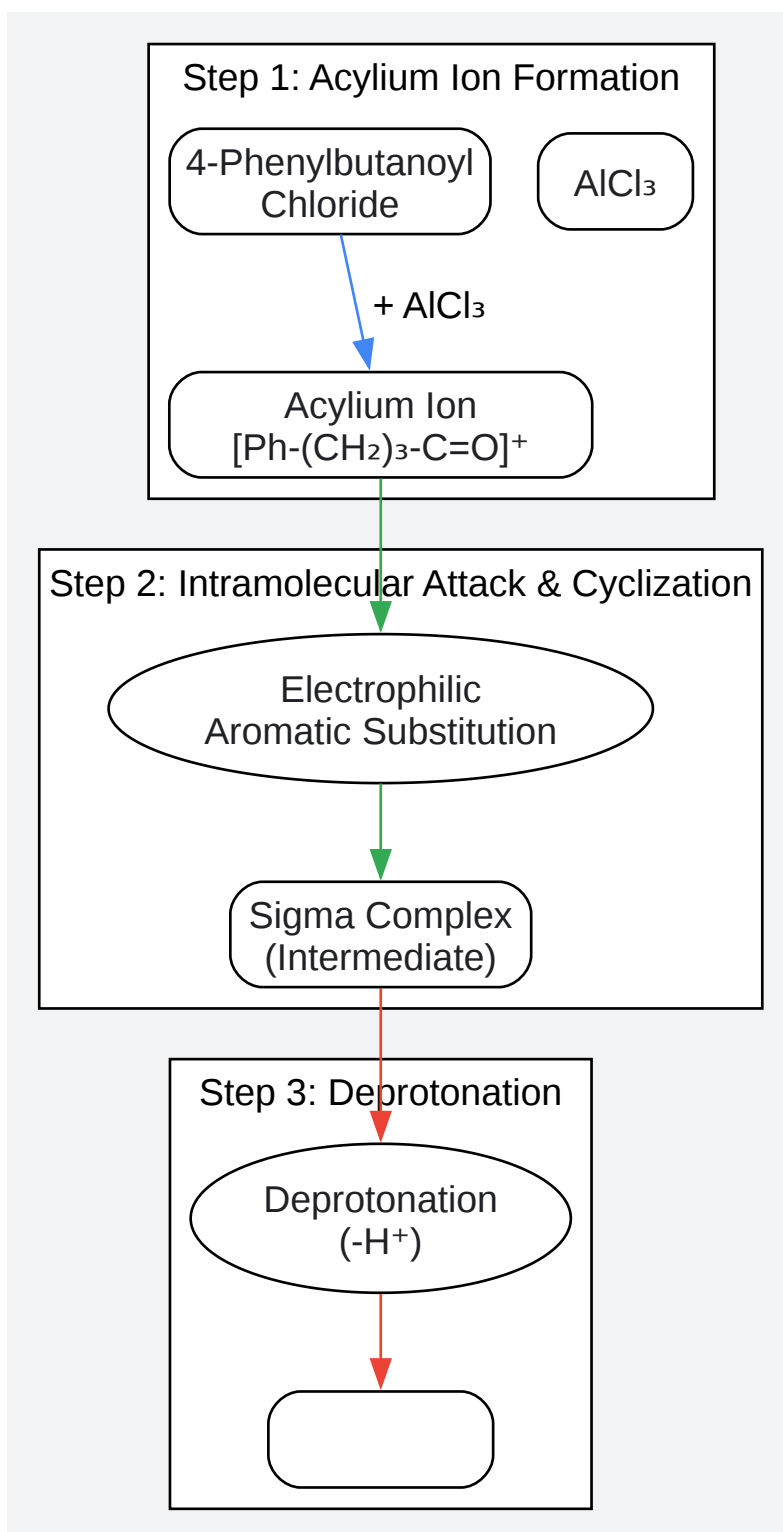 Step 1: Acylium Ion Formation
4-Phenylbutanoyl
Chloride
AlCl₃
+ AlCl₃
Acylium Ion
[Ph-(CH₂)₃-C=O]⁺
Step 2: Intramolecular Attack & Cyclization
Electrophilic
Aromatic Substitution
Sigma Complex
(Intermediate)
Step 3: Deprotonation
Deprotonation
(-H⁺)